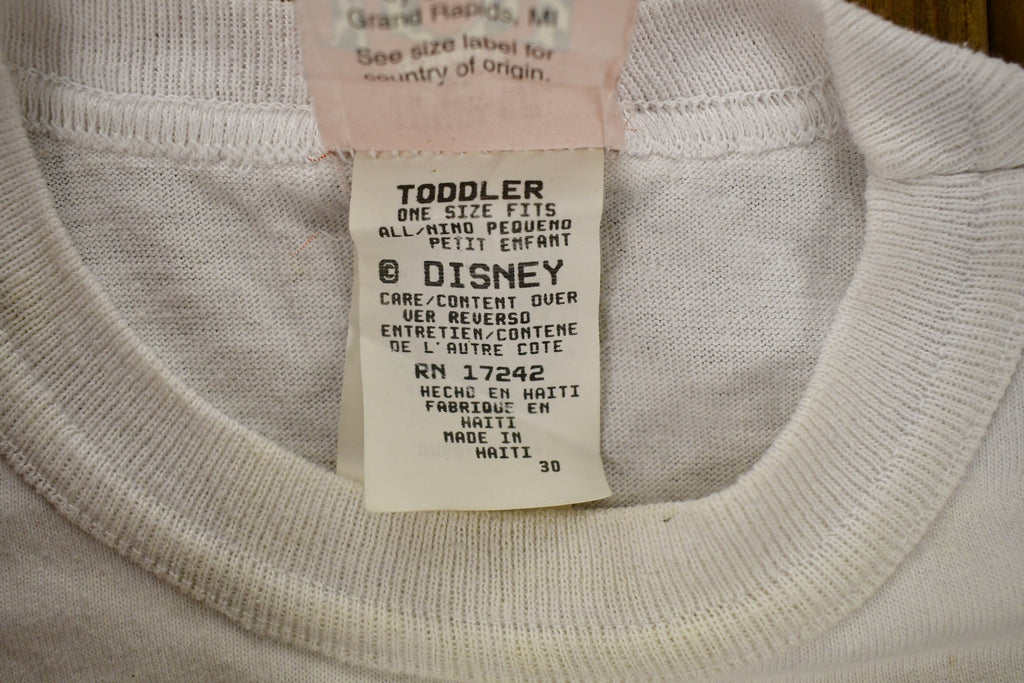 Grand Rapids, MI
See size label for
country of origin.
TODDLER
ONE SIZE FITS
ALL/NINO PEQUENO
PETIT ENFANT
© DISNEY
CARE/CONTENT OVER
VER REVERSO
ENTRETIEN/CONTENE
DE L'AUTRE COTE
RN 17242
HECHO EN HAITI
FABRIQUE EN
HAITI
MADE IN
HAITI
30